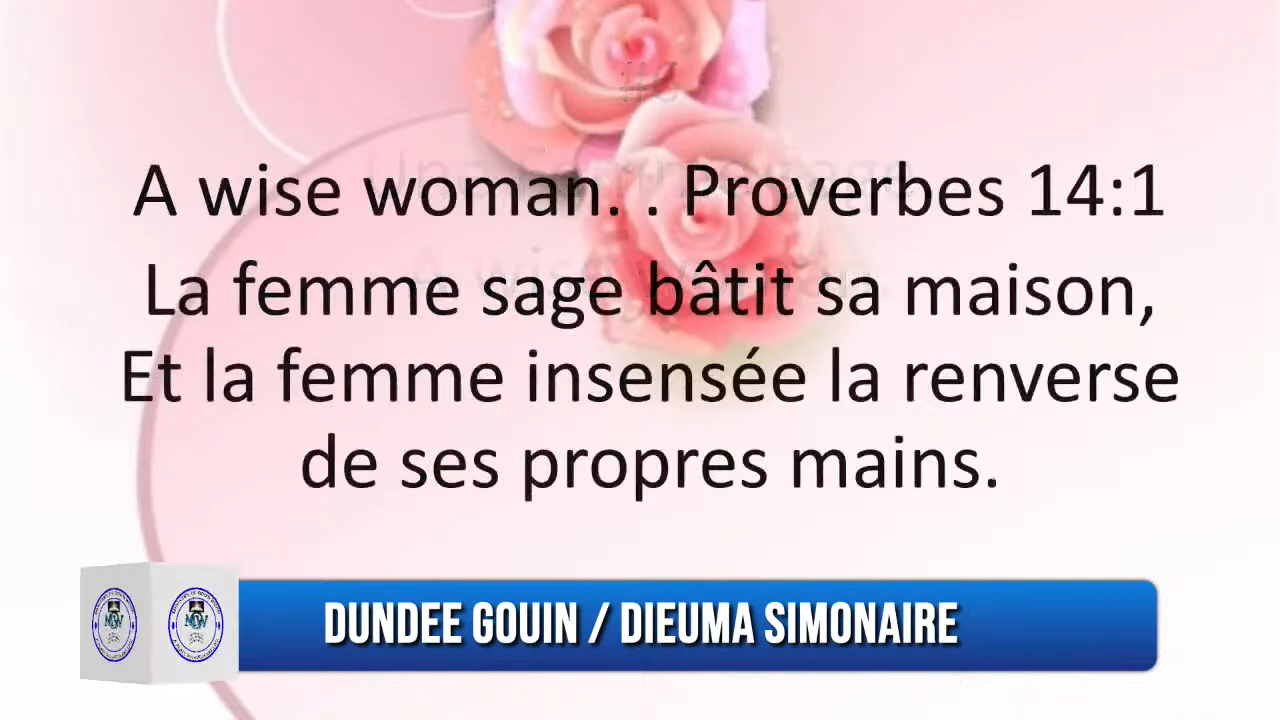 A wise woman. . Proverbes 14:1
La femme sage bâtit sa maison,
Et la femme insensée la renverse
de ses propres mains.
DUNDEE GOUIN / DIEUMA SIMONAIRE